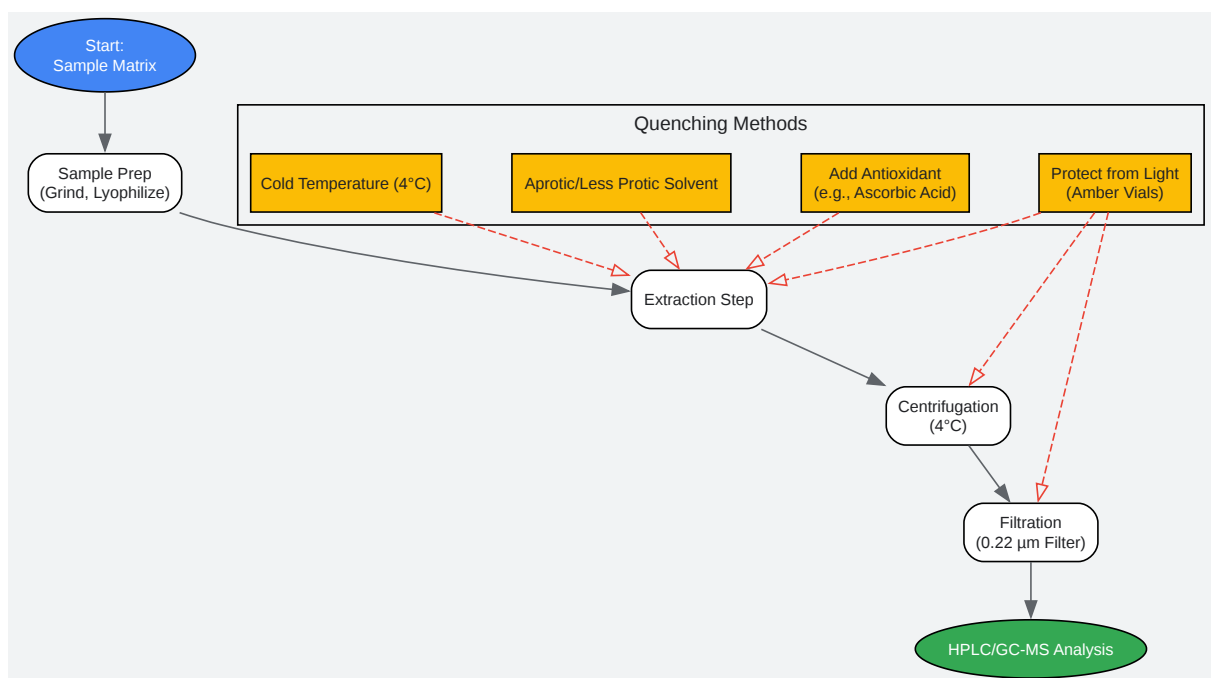 Start:
Sample Matrix
Quenching Methods
Sample Prep
(Grind, Lyophilize)
Cold Temperature (4°C)
Aprotic/Less Protic Solvent
Add Antioxidant
(e.g., Ascorbic Acid)
Protect from Light
(Amber Vials)
Extraction Step
Centrifugation
(4°C)
Filtration
(0.22 µm Filter)
HPLC/GC-MS Analysis